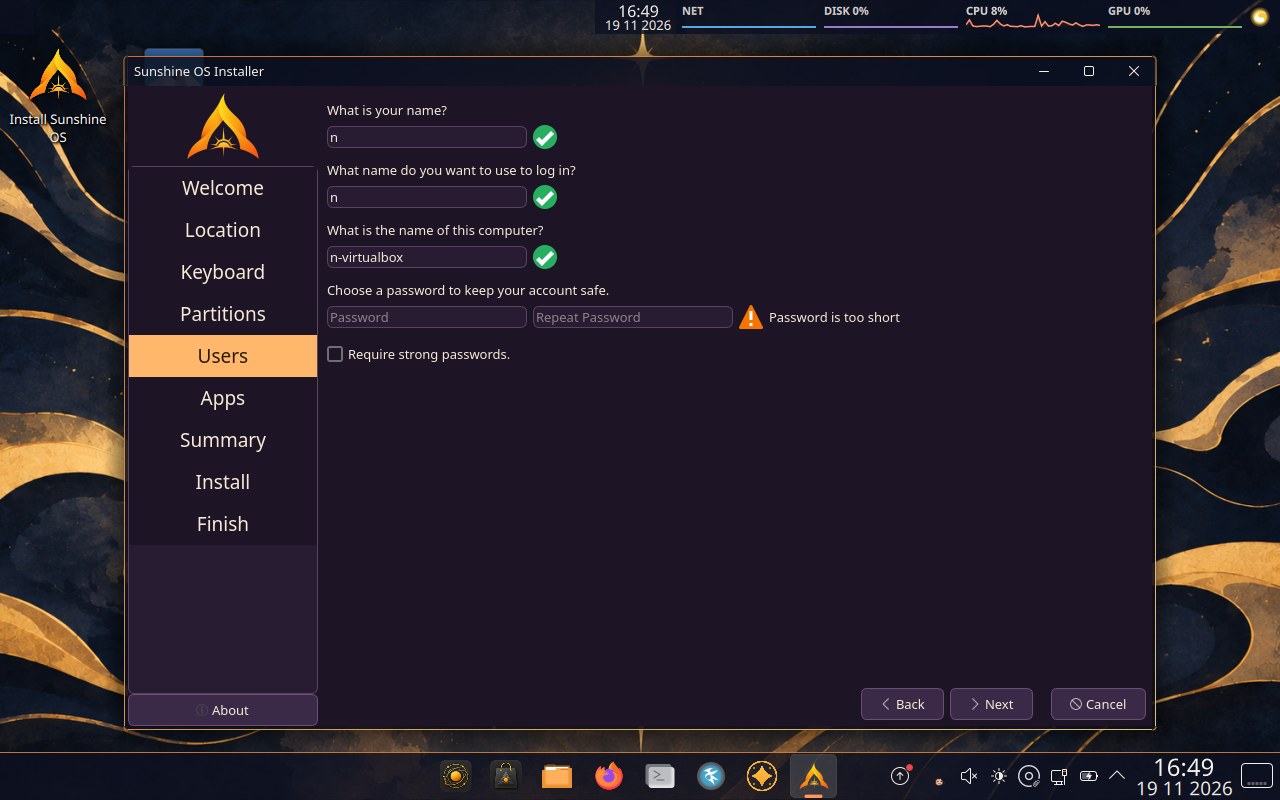 16:49
19 11 2026
NET
DISK 0%
CPU 8%
GPU 0%
Install Sunshine
OS
Sunshine OS Installer
Welcome
Location
Keyboard
Partitions
Users
Apps
Summary
Install
Finish
About
What is your name?
n
What name do you want to use to log in?
n
What is the name of this computer?
n-virtualbox
Choose a password to keep your account safe.
Password
Repeat Password
Password is too short
Require strong passwords.
Back
Next
Cancel
16:49
19 11 2026